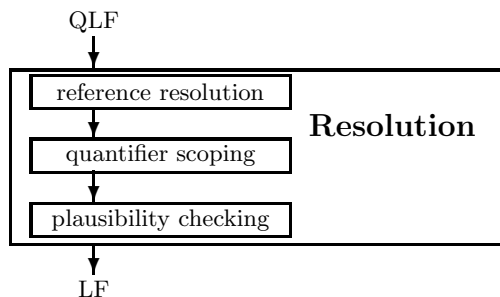 QLF
reference resolution
Resolution
quantifier scoping
plausibility checking
LF